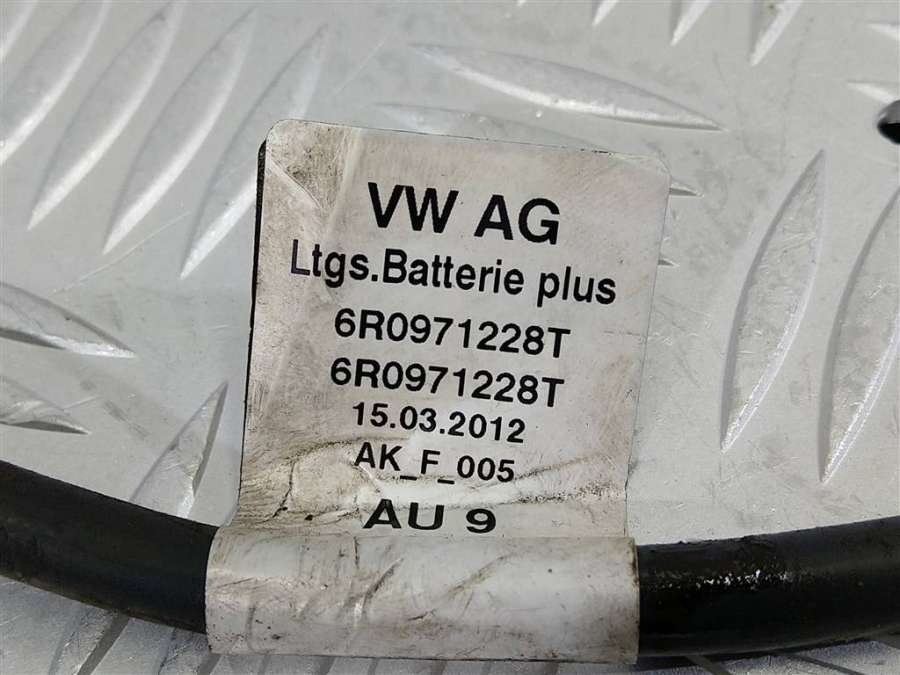 VW AG
Ltgs.Batterie plus
6R0971228T
6R0971228T
15.03.2012
AK_F_005
AU 9